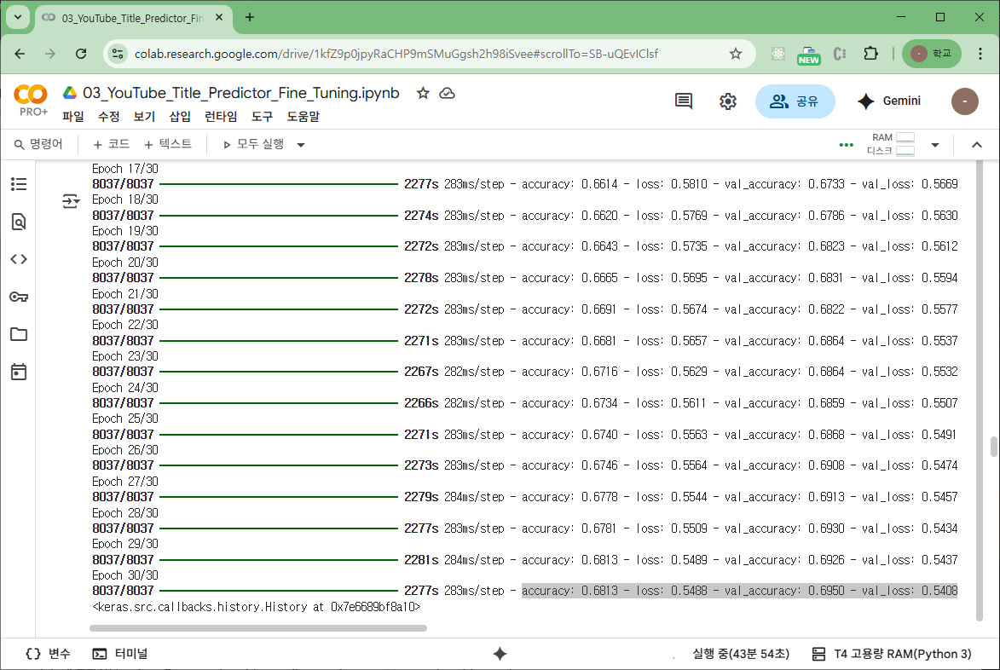 03_YouTube_Title_Predictor_Fin
colab.research.google.com/drive/1kfZ9p0jpyRaCHP9mSMuGgsh2h98iSvee#scrollTo=SB-uQEvIClsf
NEW
학교
03_YouTube_Title_Predictor_Fine_Tuning.ipynb
PRO+
파일 수정 보기 삽입 런타임 도구 도움말
공유
Gemini
명령어 + 코드 + 텍스트 모두 실행
RAM
디스크
Epoch 17/30
8037/8037 2277s 283ms/step - accuracy: 0.6614 - loss: 0.5810 - val_accuracy: 0.6733 - val_loss: 0.5669
Epoch 18/30
8037/8037 2274s 283ms/step - accuracy: 0.6620 - loss: 0.5769 - val_accuracy: 0.6786 - val_loss: 0.5630
Epoch 19/30
8037/8037 2272s 283ms/step - accuracy: 0.6643 - loss: 0.5735 - val_accuracy: 0.6823 - val_loss: 0.5612
Epoch 20/30
8037/8037 2278s 283ms/step - accuracy: 0.6665 - loss: 0.5695 - val_accuracy: 0.6831 - val_loss: 0.5594
Epoch 21/30
8037/8037 2272s 283ms/step - accuracy: 0.6691 - loss: 0.5674 - val_accuracy: 0.6822 - val_loss: 0.5577
Epoch 22/30
8037/8037 2271s 283ms/step - accuracy: 0.6681 - loss: 0.5657 - val_accuracy: 0.6864 - val_loss: 0.5537
Epoch 23/30
8037/8037 2267s 282ms/step - accuracy: 0.6716 - loss: 0.5629 - val_accuracy: 0.6864 - val_loss: 0.5532
Epoch 24/30
8037/8037 2266s 282ms/step - accuracy: 0.6734 - loss: 0.5611 - val_accuracy: 0.6859 - val_loss: 0.5507
Epoch 25/30
8037/8037 2271s 283ms/step - accuracy: 0.6740 - loss: 0.5563 - val_accuracy: 0.6868 - val_loss: 0.5491
Epoch 26/30
8037/8037 2273s 283ms/step - accuracy: 0.6746 - loss: 0.5564 - val_accuracy: 0.6908 - val_loss: 0.5474
Epoch 27/30
8037/8037 2279s 284ms/step - accuracy: 0.6778 - loss: 0.5544 - val_accuracy: 0.6913 - val_loss: 0.5457
Epoch 28/30
8037/8037 2277s 283ms/step - accuracy: 0.6781 - loss: 0.5509 - val_accuracy: 0.6930 - val_loss: 0.5434
Epoch 29/30
8037/8037 2281s 284ms/step - accuracy: 0.6813 - loss: 0.5489 - val_accuracy: 0.6926 - val_loss: 0.5437
Epoch 30/30
8037/8037 2277s 283ms/step - accuracy: 0.6813 - loss: 0.5488 - val_accuracy: 0.6950 - val_loss: 0.5408
<keras.src.callbacks.history.History at 0x7e6689bf8a10>
변수 터미널 실행 중(43분 54초) T4 고용량 RAM(Python 3)